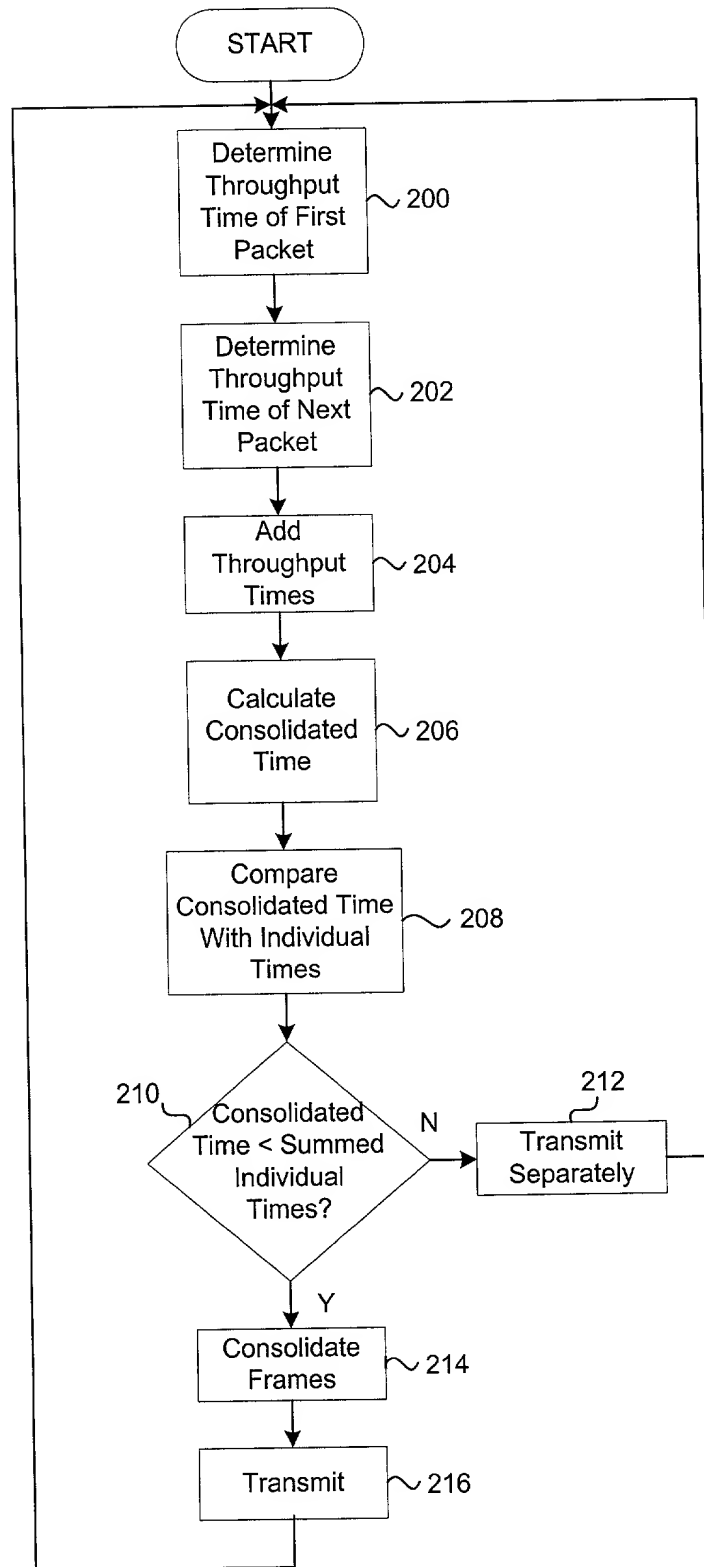 START
Determine
Throughput
Time of First
Packet
200
Determine
Throughput
Time of Next
Packet
202
Add
Throughput
Times
204
Calculate
Consolidated
Time
206
Compare
Consolidated Time
With Individual
Times
208
210
Consolidated
Time < Summed
Individual
Times?
N
212
Transmit
Separately
Y
Consolidate
Frames
214
Transmit
216